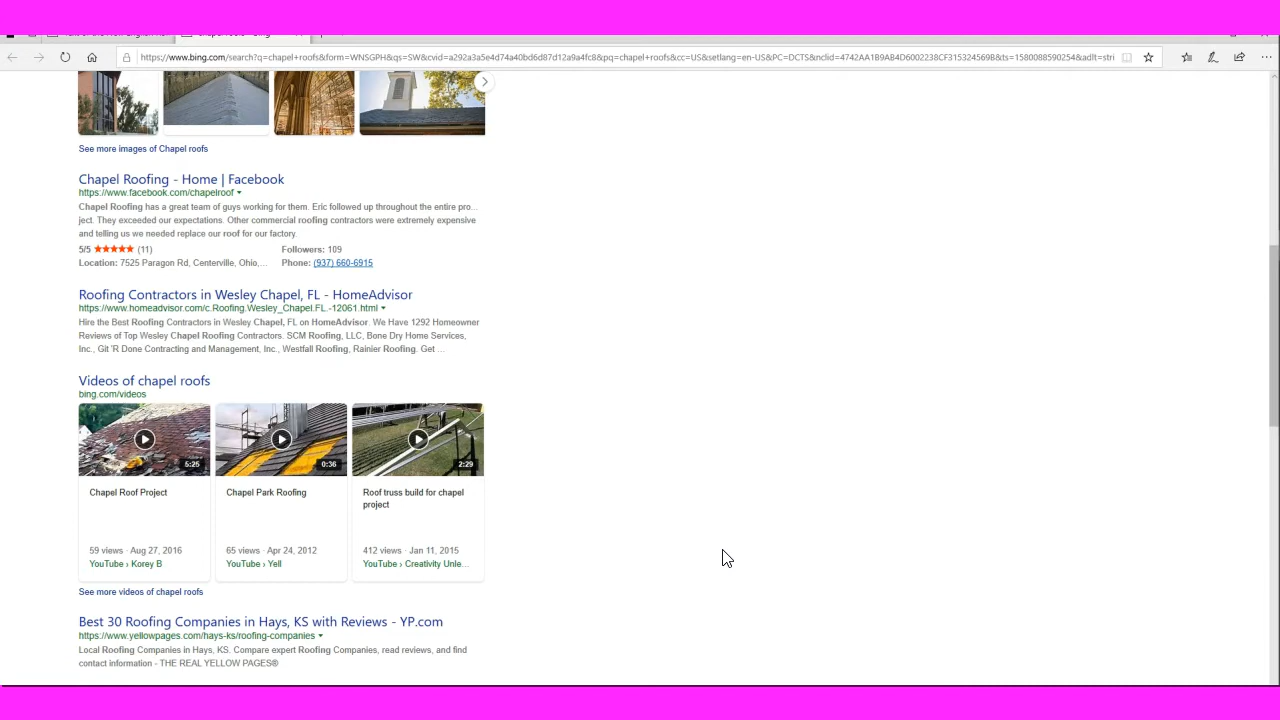 https://www.bing.com/search?q=chapel+roofs&form=WNSGPH&qs=SW&cvid=a292a3a5e4d74a40bd6d87d12a9a4fc8&pq=chapel+roofs&cc=US&setlang=en-US&PC=DCTS&nclid=4742AA1B9AB4D6002238CF315324569B&ts=1580088590254&adlt=stri
See more images of Chapel roofs
Chapel Roofing - Home | Facebook
https://www.facebook.com/chapelroof
Chapel Roofing has a great team of guys working for them. Eric followed up throughout the entire pro...
ject. They exceeded our expectations. Other commercial roofing contractors were extremely expensive
and telling us we needed replace our roof for our factory.
5/5 (11) Followers: 109
Location: 7525 Paragon Rd, Centerville, Ohio,... Phone: (937) 660-6915
Roofing Contractors in Wesley Chapel, FL - HomeAdvisor
https://www.homeadvisor.com/c.Roofing.Wesley_Chapel.FL.-12061.html
Hire the Best Roofing Contractors in Wesley Chapel, FL on HomeAdvisor. We Have 1292 Homeowner
Reviews of Top Wesley Chapel Roofing Contractors. SCM Roofing, LLC, Bone Dry Home Services,
Inc., Git 'R Done Contracting and Management, Inc., Westfall Roofing, Rainier Roofing. Get ...
Videos of chapel roofs
bing.com/videos
5:25 0:36 2:29
Chapel Roof Project Chapel Park Roofing Roof truss build for chapel
project
59 views · Aug 27, 2016 65 views · Apr 24, 2012 412 views · Jan 11, 2015
YouTube › Korey B YouTube › Yell YouTube › Creativity Unle...
See more videos of chapel roofs
Best 30 Roofing Companies in Hays, KS with Reviews - YP.com
https://www.yellowpages.com/hays-ks/roofing-companies
Local Roofing Companies in Hays, KS. Compare expert Roofing Companies, read reviews, and find
contact information - THE REAL YELLOW PAGES®